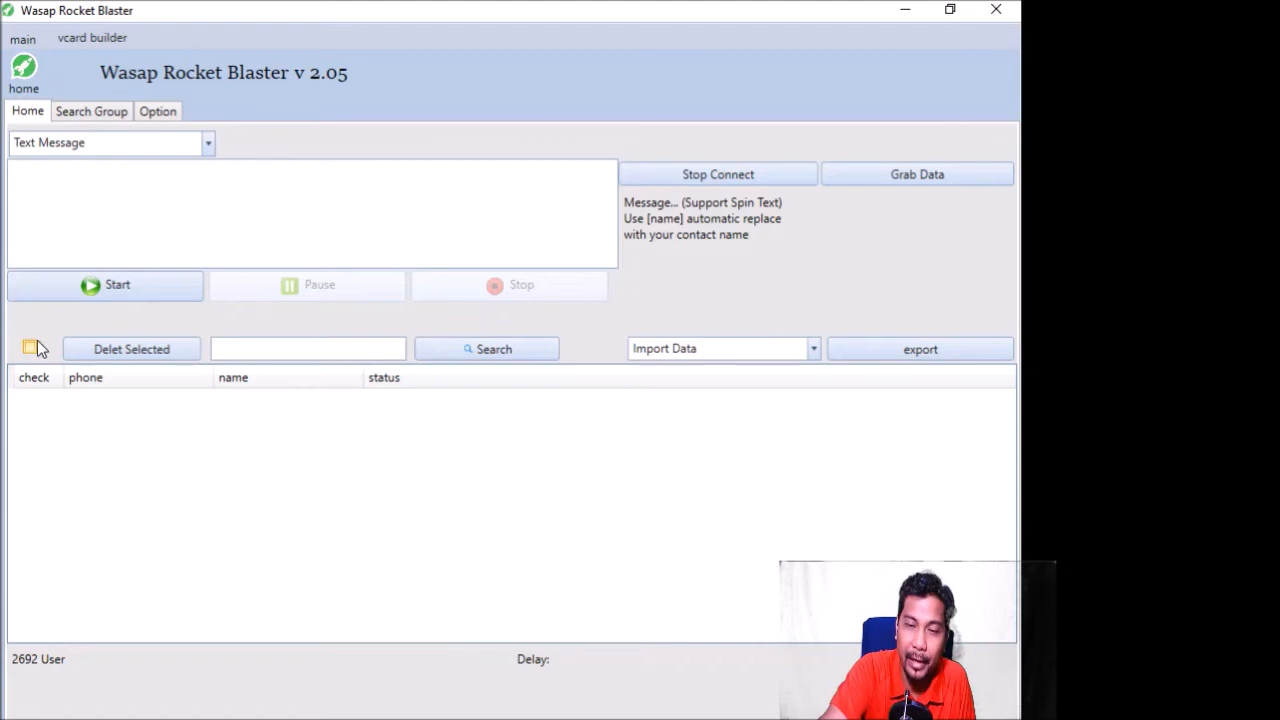 Wasap Rocket Blaster
main vcard builder
home
Wasap Rocket Blaster v 2.05
Home Search Group Option
Text Message
Stop Connect Grab Data
Message... (Support Spin Text)
Use [name] automatic replace
with your contact name
Start Pause Stop
Delet Selected Search Import Data export
check phone name status
2692 User Delay: